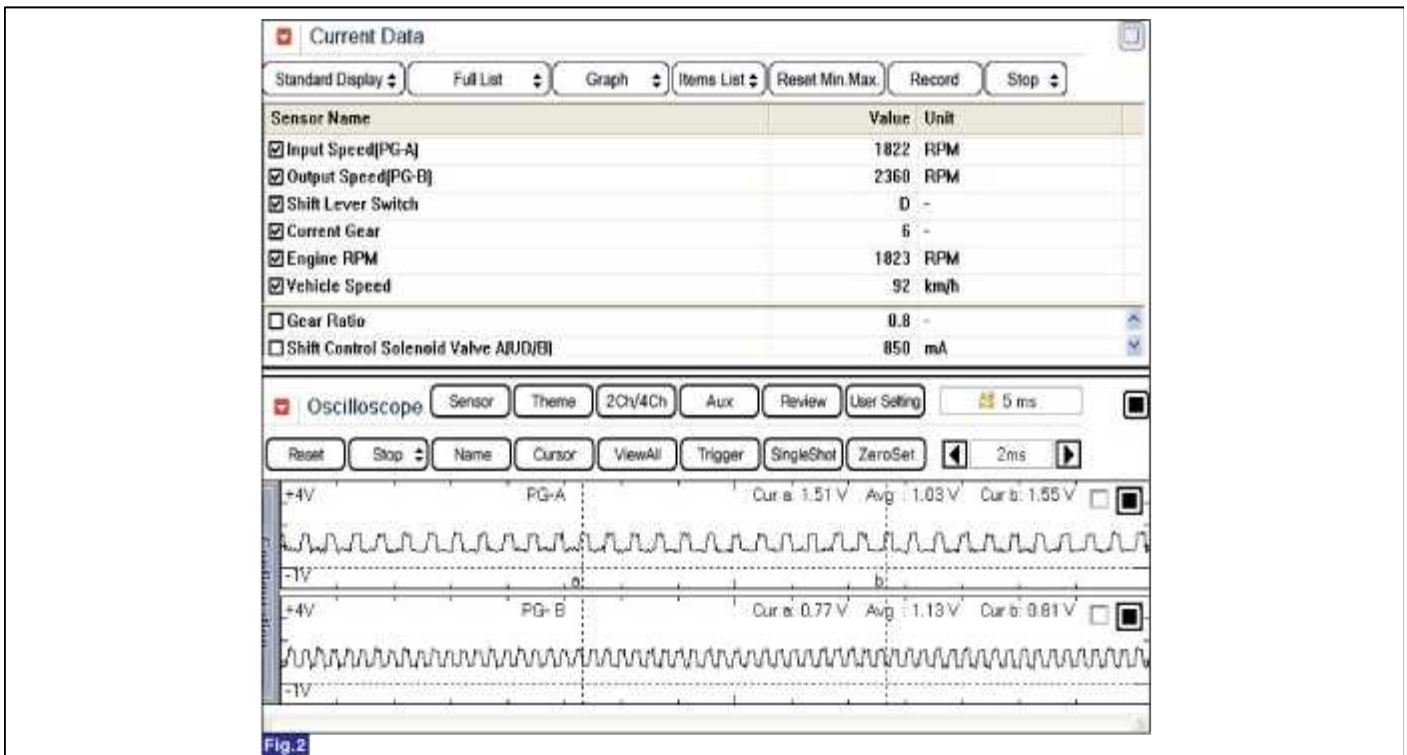 Current Data
Standard Display Full List Graph Items List Reset Min.Max. Record Stop
Sensor Name Value Unit
Input Speed(PG-A) 1822 RPM
Output Speed(PG-B) 2360 RPM
Shift Lever Switch D -
Current Gear 6 -
Engine RPM 1823 RPM
Vehicle Speed 92 km/h
Gear Ratio 0.8 -
Shift Control Solenoid Valve A(UD/B) 850 mA
Oscilloscope Sensor Theme 2Ch/4Ch Aux Review User Setting 5 ms
Reset Stop Name Cursor ViewAll Trigger SingleShot ZeroSet 2ms
+4V PG-A Cur a: 1.51 V Avg : 1.03 V Cur b: 1.55 V
-1V a b
+4V PG- B Cur a: 0.77 V Avg : 1.13 V Cur b: 0.81 V
-1V
Fig.2